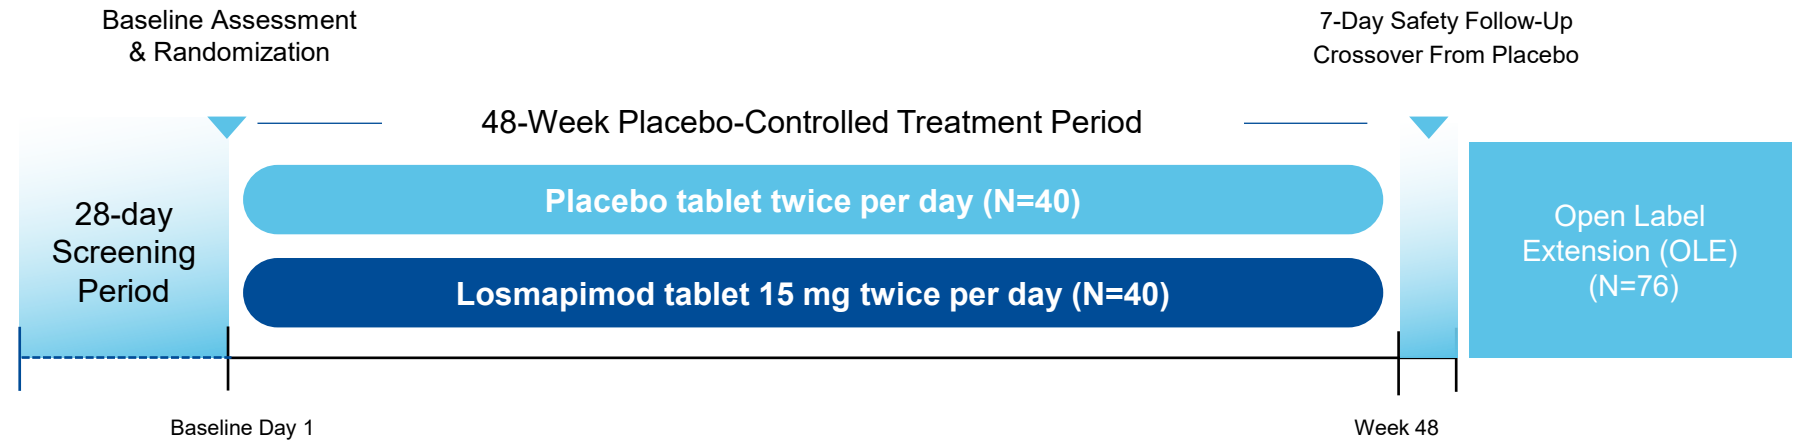 Baseline Assessment
& Randomization
7-Day Safety Follow-Up
Crossover From Placebo
48-Week Placebo-Controlled Treatment Period
28-day
Screening
Period
Placebo tablet twice per day (N=40)
Losmapimod tablet 15 mg twice per day (N=40)
Open Label
Extension (OLE)
(N=76)
Baseline Day 1
Week 48